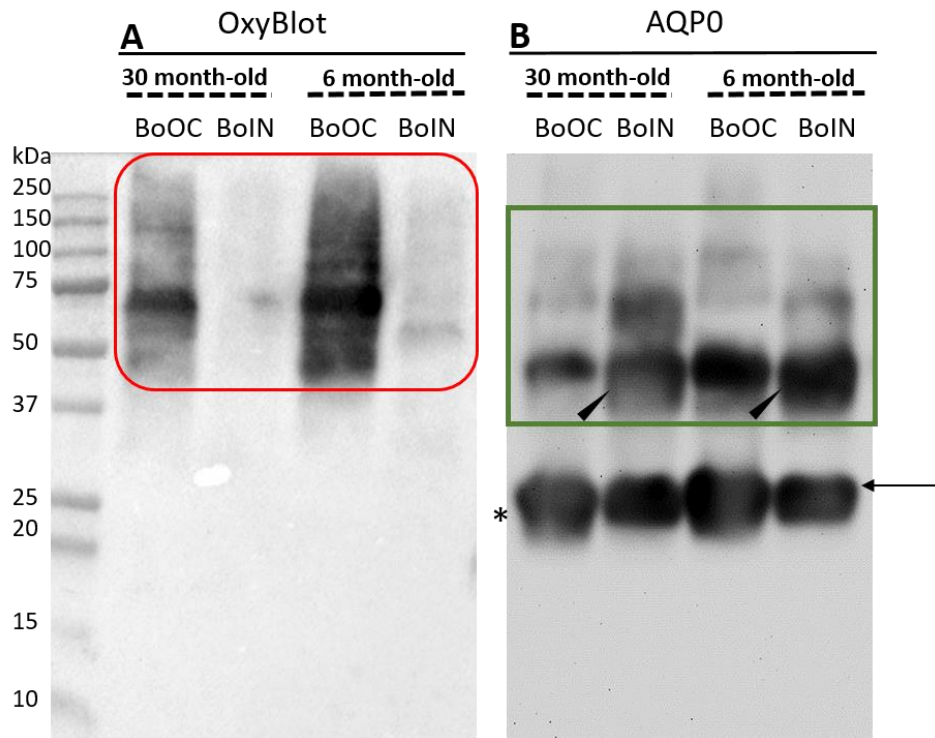 A OxyBlot
30 month-old 6 month-old
BoOC BoIN BoOC BoIN
kDa
250
150
100
75
50
37
25
20
15
10
B AQP0
30 month-old 6 month-old
BoOC BoIN BoOC BoIN
*